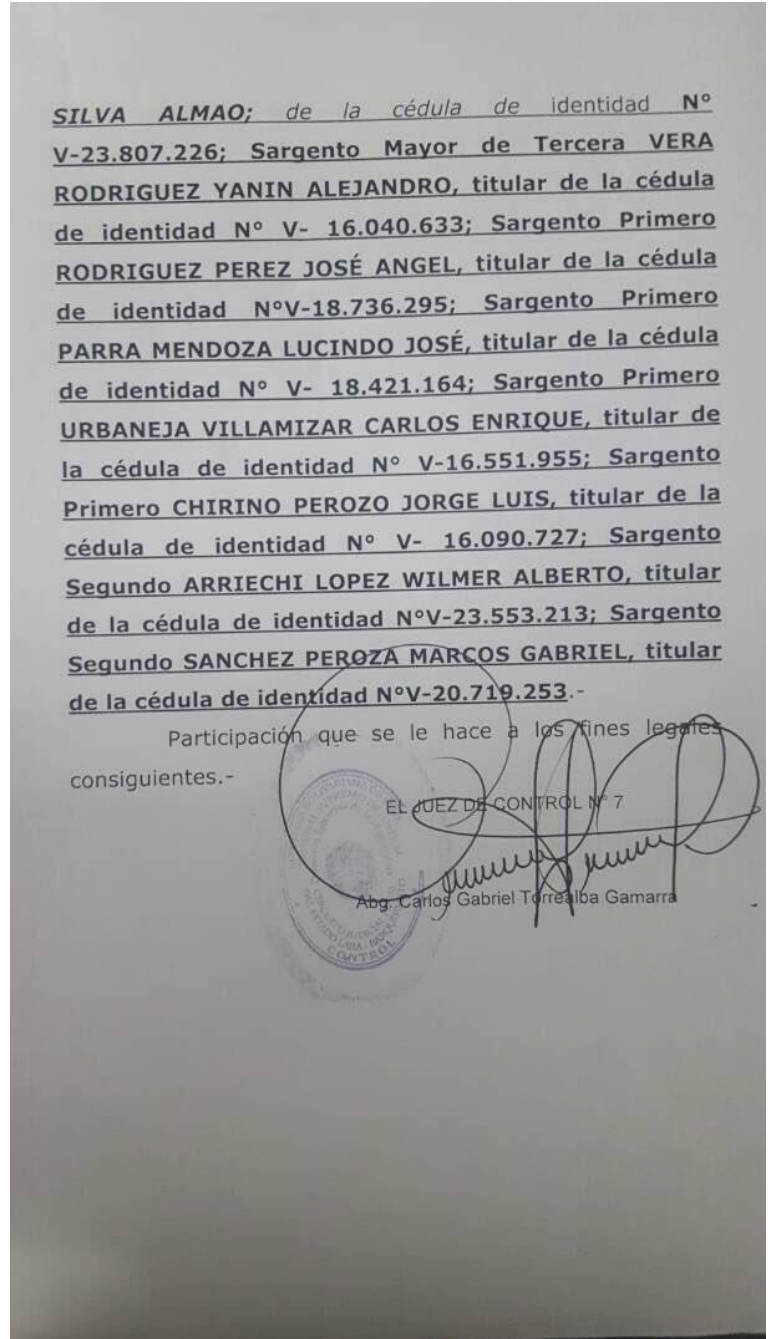 SILVA ALMAO; de la cédula de identidad N°
V-23.807.226; Sargento Mayor de Tercera VERA
RODRIGUEZ YANIN ALEJANDRO, titular de la cédula
de identidad N° V- 16.040.633; Sargento Primero
RODRIGUEZ PEREZ JOSÉ ANGEL, titular de la cédula
de identidad N°V-18.736.295; Sargento Primero
PARRA MENDOZA LUCINDO JOSÉ, titular de la cédula
de identidad N° V- 18.421.164; Sargento Primero
URBANEJA VILLAMIZAR CARLOS ENRIQUE, titular de
la cédula de identidad N° V-16.551.955; Sargento
Primero CHIRINO PEROZO JORGE LUIS, titular de la
cédula de identidad N° V- 16.090.727; Sargento
Segundo ARRIECHI LOPEZ WILMER ALBERTO, titular
de la cédula de identidad N°V-23.553.213; Sargento
Segundo SANCHEZ PEROZA MARCOS GABRIEL, titular
de la cédula de identidad N°V-20.719.253.-
Participación que se le hace a los fines legales
consiguientes.-
EL JUEZ DE CONTROL N° 7
Abg. Carlos Gabriel Torrealba Gamarra
CONTROL